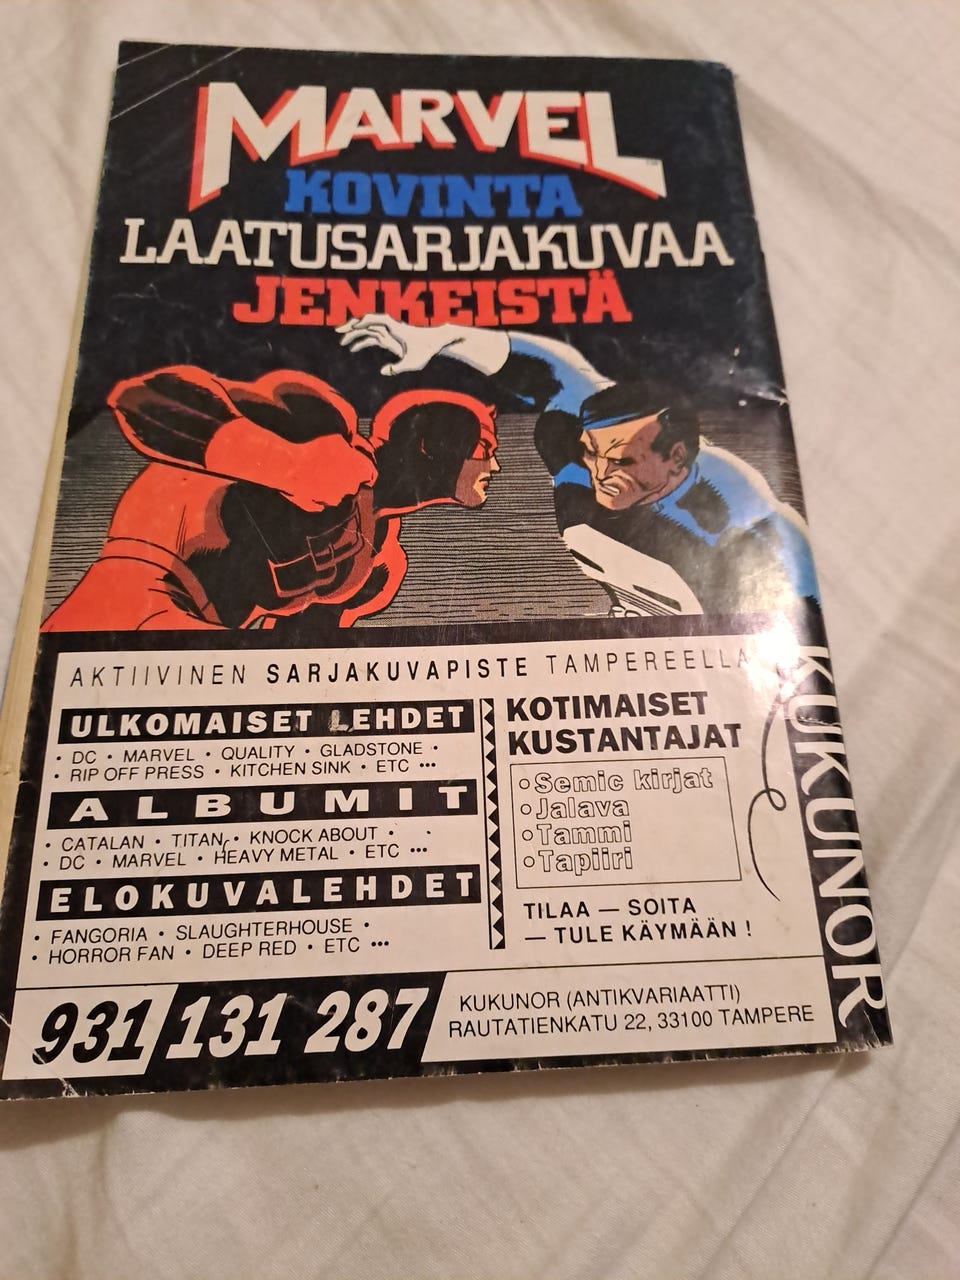 MARVEL
TM
KOVINTA
LAATUSARJAKUVAA
JENKEISTÄ
AKTIIVINEN SARJAKUVAPISTE TAMPEREELLA
ULKOMAISET LEHDET
• DC • MARVEL • QUALITY • GLADSTONE •
• RIP OFF PRESS • KITCHEN SINK • ETC •••
ALBUMIT
• CATALAN • TITAN • KNOCK ABOUT •
• DC • MARVEL • HEAVY METAL • ETC •••
ELOKUVALEHDET
• FANGORIA • SLAUGHTERHOUSE •
• HORROR FAN • DEEP RED • ETC •••
KOTIMAISET
KUSTANTAJAT
• Semic kirjat
• Jalava
• Tammi
• Tapiiri
TILAA — SOITA
— TULE KÄYMÄÄN !
KUKUNOR
931 131 287
KUKUNOR (ANTIKVARIAATTI)
RAUTATIENKATU 22, 33100 TAMPERE